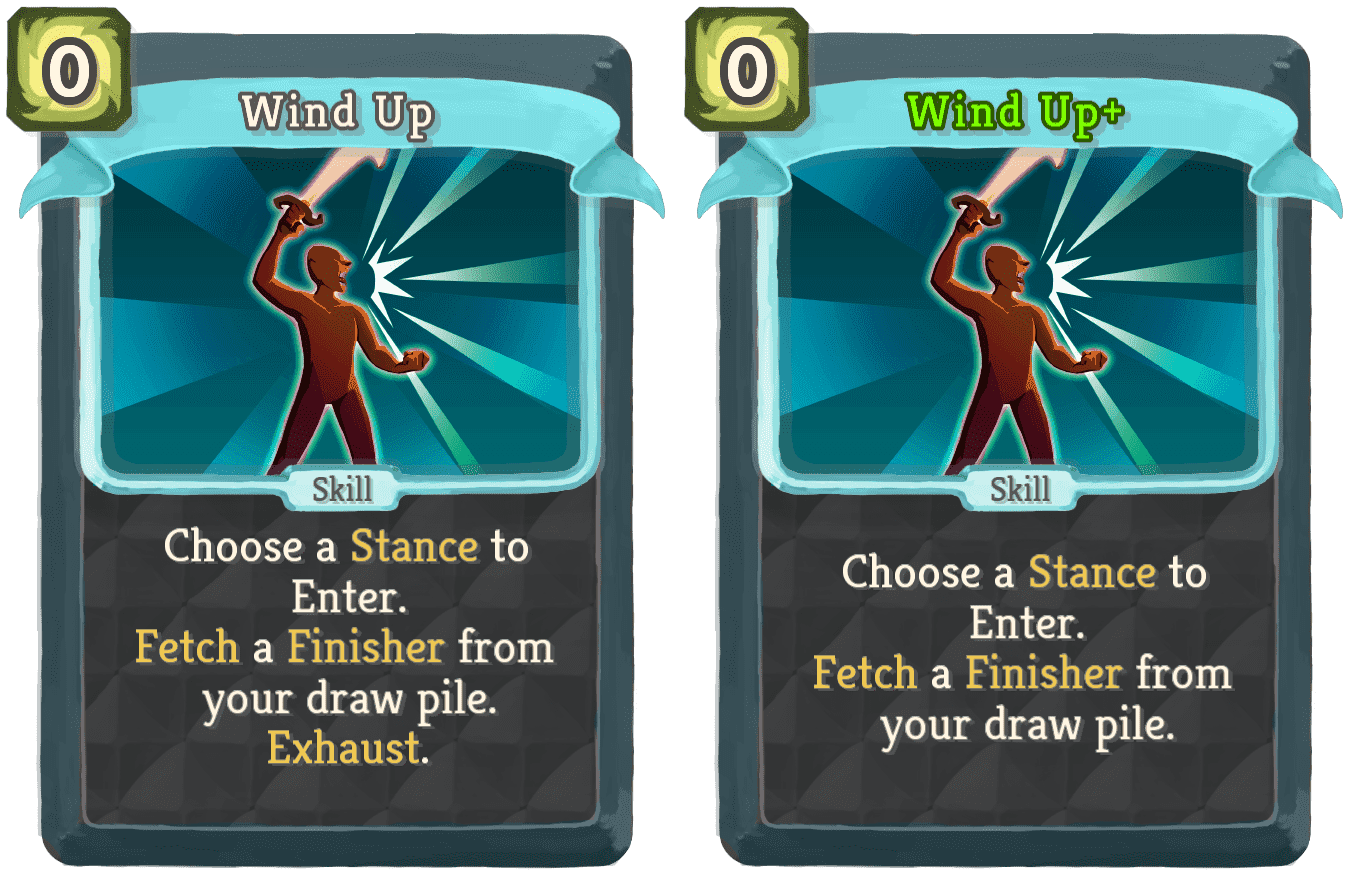 0
Wind Up
Skill
Choose a Stance to
Enter.
Fetch a Finisher from
your draw pile.
Exhaust.
0
Wind Up+
Skill
Choose a Stance to
Enter.
Fetch a Finisher from
your draw pile.